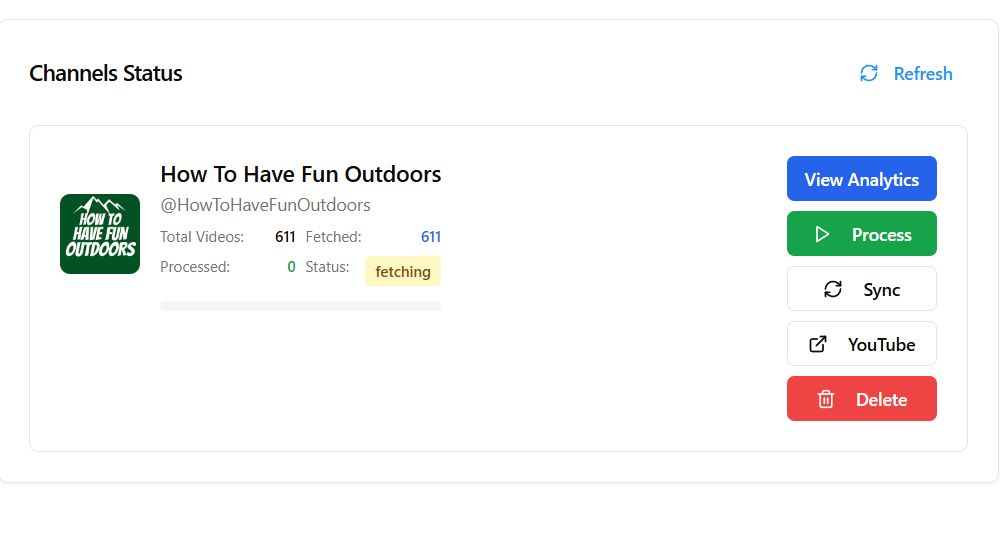 Channels Status
Refresh
How To Have Fun Outdoors
@HowToHaveFunOutdoors
Total Videos: 611 Fetched: 611
Processed: 0 Status: fetching
HOW TO
HAVE FUN
OUTDOORS
View Analytics
Process
Sync
YouTube
Delete